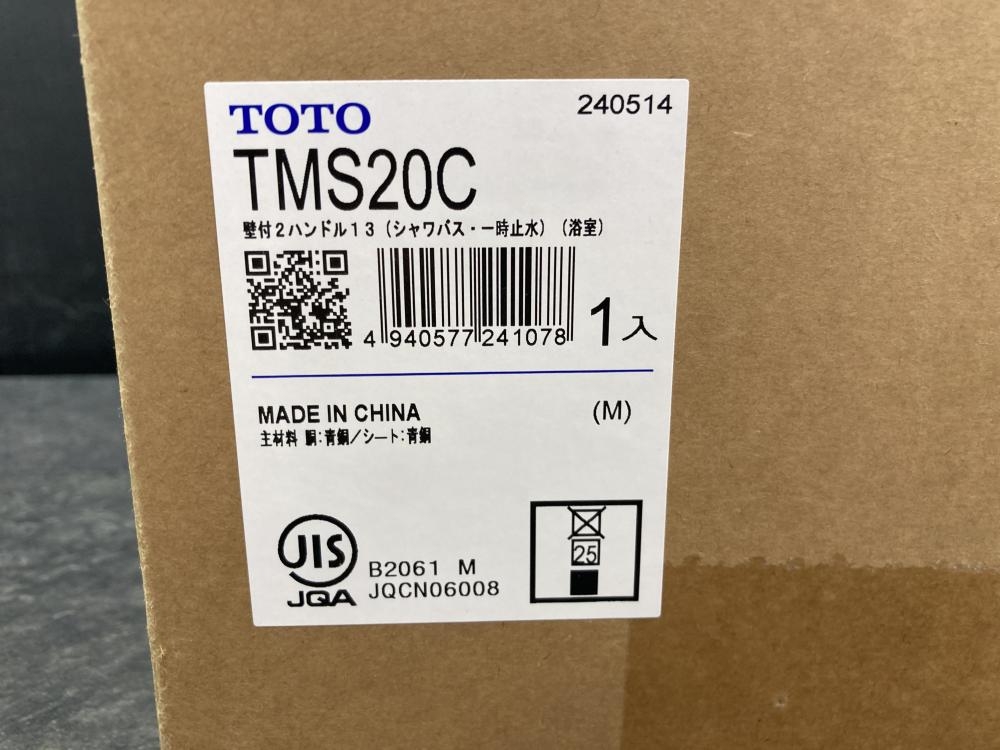 TOTO
240514
TMS20C
壁付2ハンドル13(シャワバス・一時止水)(浴室)
4 940577 241078
1入
MADE IN CHINA
(M)
主材料 胴:青銅/シート:青銅
JIS
JQA
B2061 M
JQCN06008
25